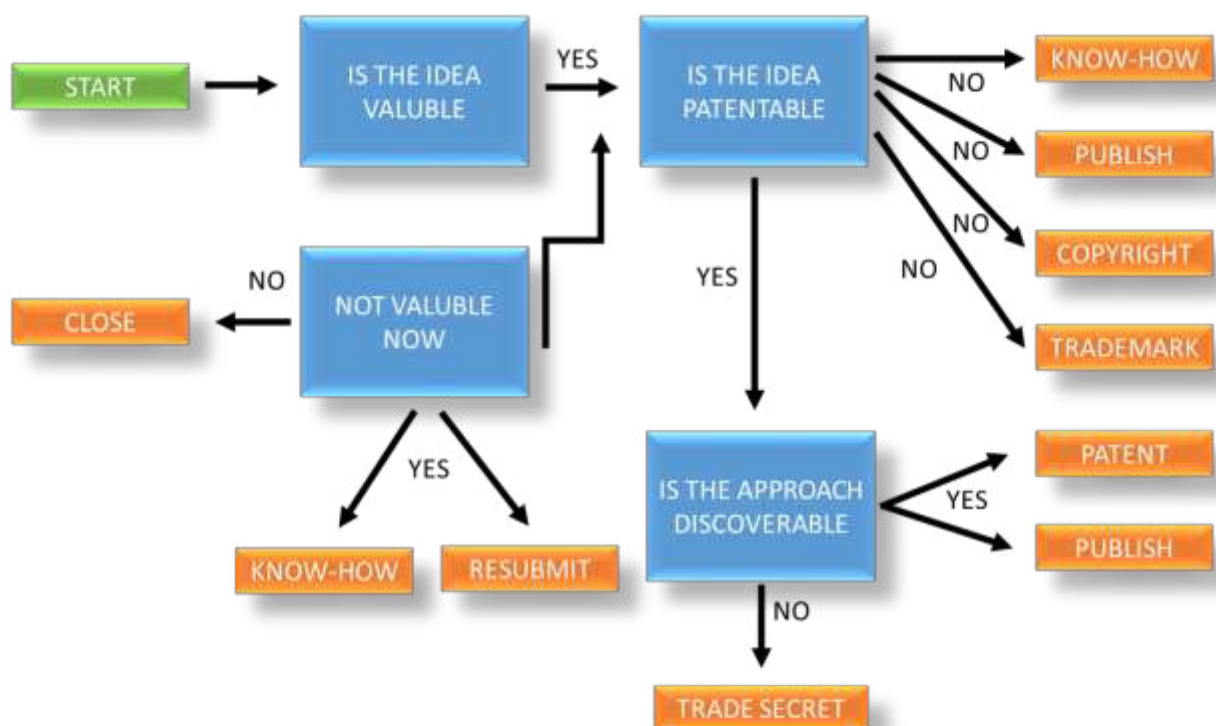 START
IS THE IDEA
VALUBLE
YES
IS THE IDEA
PATENTABLE
NO
KNOW-HOW
NO
PUBLISH
NO
COPYRIGHT
NO
TRADEMARK
CLOSE
NO
NOT VALUBLE
NOW
YES
YES
KNOW-HOW
RESUBMIT
IS THE APPROACH
DISCOVERABLE
YES
PATENT
PUBLISH
NO
TRADE SECRET